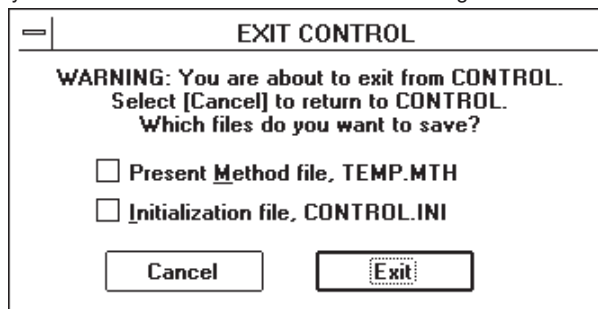 EXIT CONTROL
WARNING: You are about to exit from CONTROL.
Select [Cancel] to return to CONTROL.
Which files do you want to save?
Present Method file, TEMP.MTH
Initialization file, CONTROL.INI
Cancel Exit